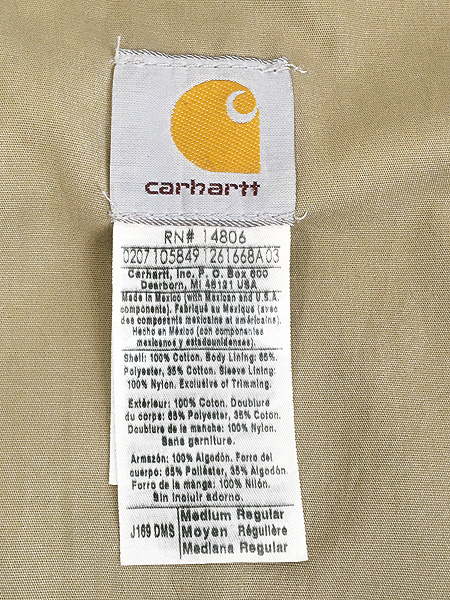 carhartt
RN# 14806
0207105849 1261668A03
Carhartt, Inc. P. O. Box 600
Dearborn, MI 48121 USA
Made in Mexico (with Mexican and U.S.A.
components). Fabriqué au Mexique (avec
des composants mexicains et américains).
Hecho en México (con componentes
mexicanos y estadounidenses).
Shell: 100% Cotton. Body Lining: 65%
Polyester, 35% Cotton. Sleeve Lining:
100% Nylon. Exclusive of Trimming.
Extérieur: 100% Coton. Doublure
du corps: 65% Polyester, 35% Coton.
Doublure de la manche: 100% Nylon.
Sans garniture.
Armazón: 100% Algodón. Forro del
cuerpo: 65% Poliéster, 35% Algodón.
Forro de la manga: 100% Nilón.
Sin incluir adorno.
J169 DMS
Medium Regular
Moyen Régulière
Mediana Regular